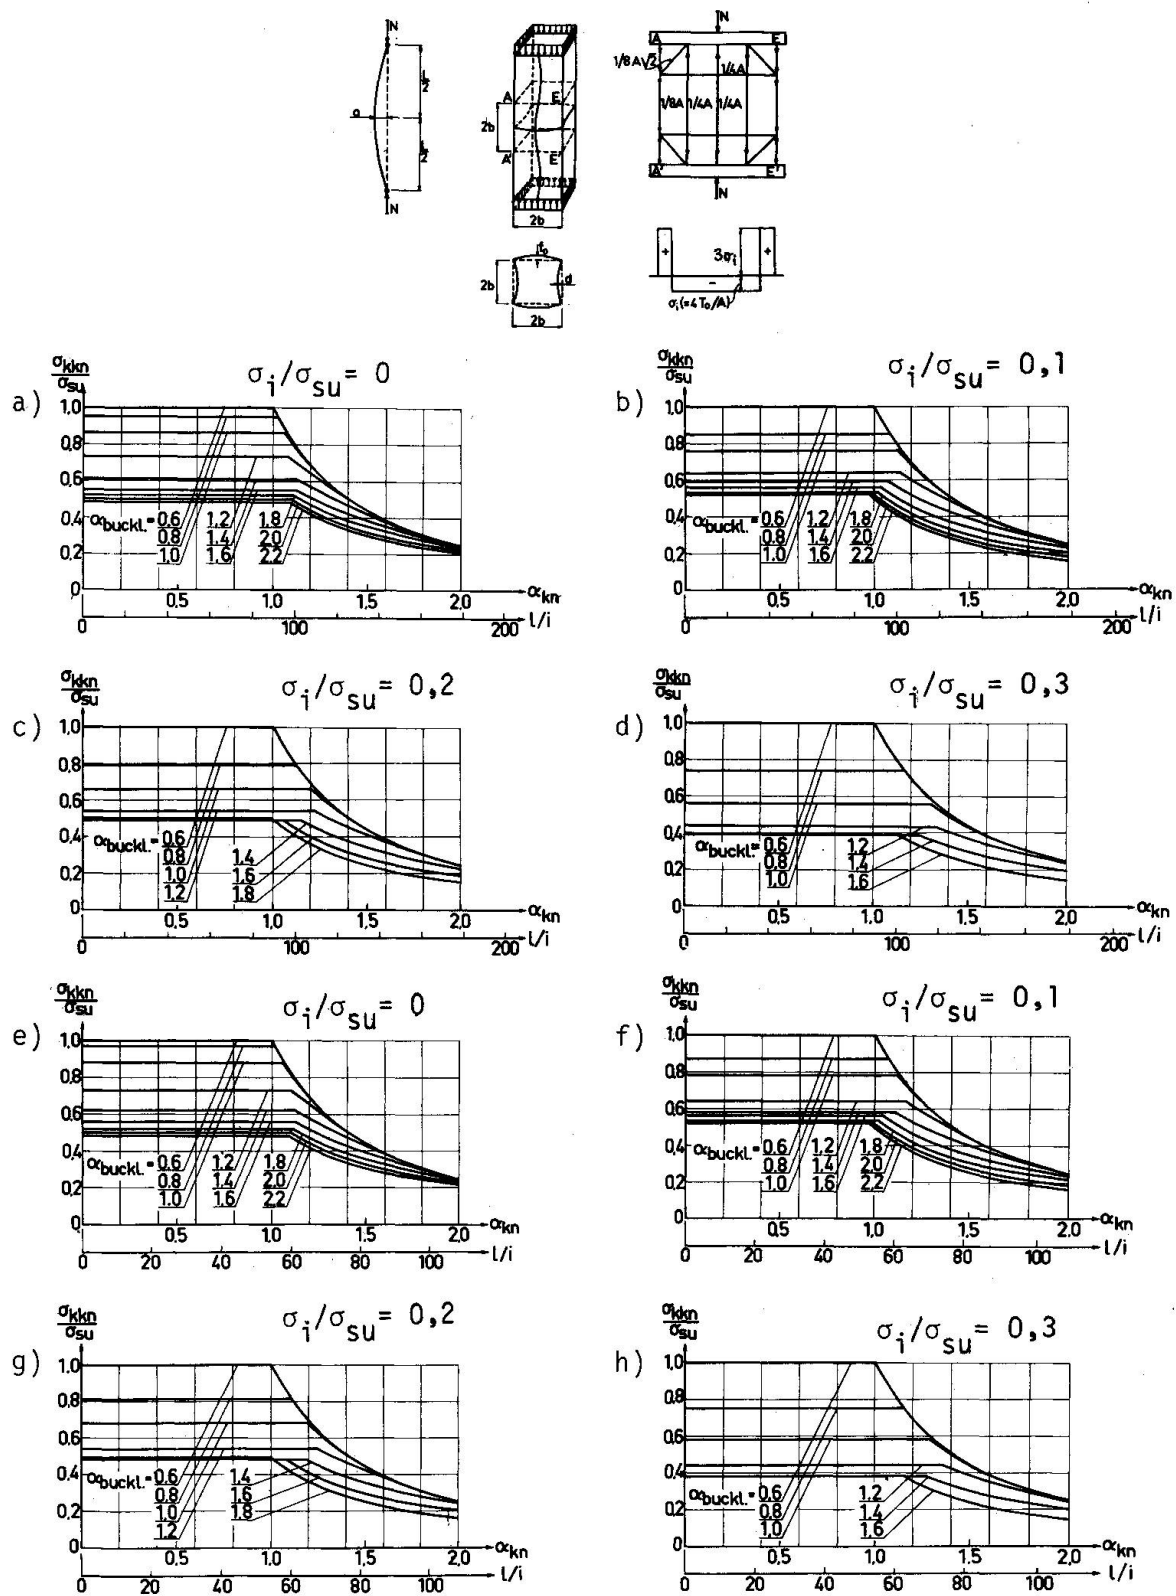 N
L/2
L/2
a
N
A E
2b
A' E'
2b
f₀
2b
d
2b
N
A E
1/8A√2
1/4A
1/8A 1/4A 1/4A
A' E'
N
+ +
3σi
-
σi(=4T₀/A)
a)
σkkn/σsu
σi/σsu = 0
1.0
0.8
0.6
0.4
0,2
0
αbuckl.= 0.6 1.2 1.8
0.8 1.4 2.0
1.0 1.6 2.2
0.5 1.0 1.5 2.0 αkn
0 100 200 l/i
b)
σkkn/σsu
σi/σsu = 0,1
1.0
0.8
0.6
0.4
0.2
0
αbuckl.= 0.6 1.2 1.8
0.8 1.4 2.0
1.0 1.6 2.2
0.5 1.0 1.5 2.0 αkn
0 100 200 l/i
c)
σkkn/σsu
σi/σsu = 0,2
1.0
0.8
0.6
0.4
0.2
0
αbuckl.= 0.6
0.8 1.4
1.0 1.6
1.2 1.8
0.5 1.0 1.5 2.0 αkn
0 100 200 l/i
d)
σkkn/σsu
σi/σsu = 0,3
1.0
0.8
0.6
0.4
0.2
0
αbuckl.= 0.6 1.2
0.8 1.4
1.0 1.6
0.5 1.0 1.5 2.0 αkn
0 100 200 l/i
e)
σkkn/σsu
σi/σsu = 0
1.0
0.8
0.6
0.4
0,2
0
αbuckl.= 0.6 1.2 1.8
0.8 1.4 2.0
1.0 1.6 2.2
0.5 1.0 1.5 2.0 αkn
0 20 40 60 80 100 l/i
f)
σkkn/σsu
σi/σsu = 0,1
1.0
0.8
0.6
0.4
0.2
0
αbuckl.= 0.6 1.2 1.8
0.8 1.4 2.0
1.0 1.6 2.2
0.5 1.0 1.5 2.0 αkn
0 20 40 60 80 100 l/i
g)
σkkn/σsu
σi/σsu = 0,2
1.0
0.8
0.6
0.4
0.2
0
αbuckl.= 0.6 1.4
0.8 1.6
1.0 1.8
1.2
0.5 1.0 1.5 2.0 αkn
0 20 40 60 80 100 l/i
h)
σkkn/σsu
σi/σsu = 0,3
1.0
0.8
0.6
0.4
0.2
0
αbuckl.= 0.6 1.2
0.8 1.4
1.0 1.6
0.5 1.0 1.5 2.0 αkn
0 20 40 60 80 100 l/i